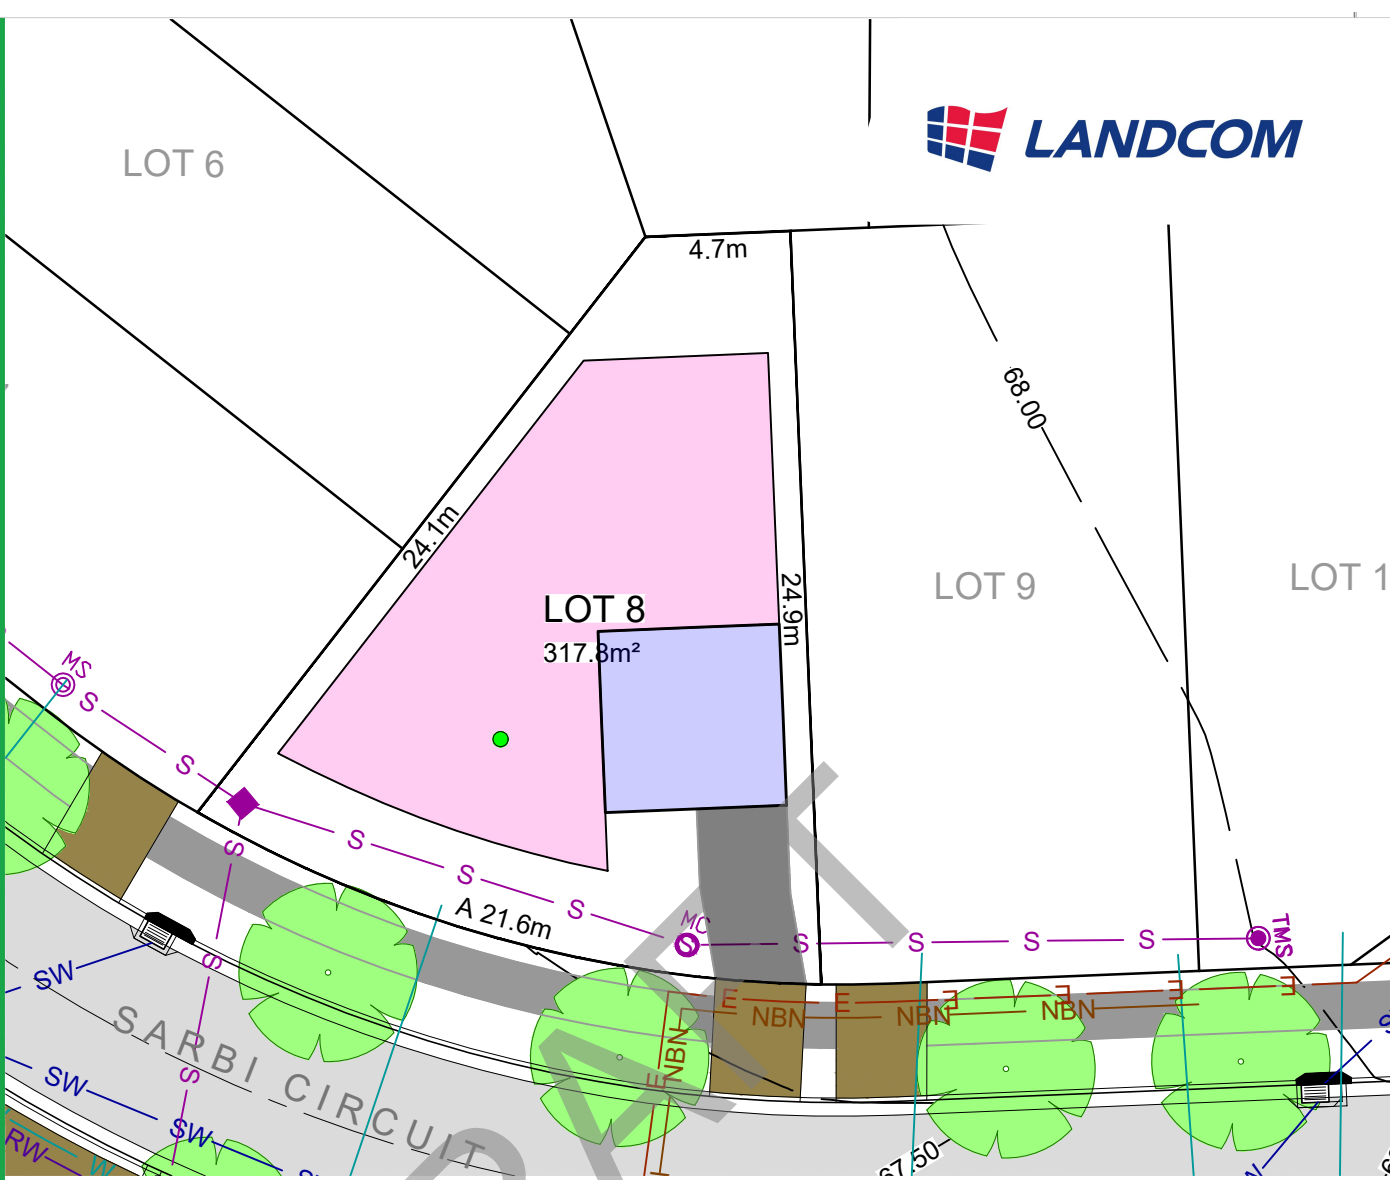 LANDCOM
LOT 6
4.7m
68.00
24.1m
24.9m
LOT 8
317.8m²
LOT 9
LOT 1
MS
S
S
S
S
S
S
MC
S
S
S
S
TMS
A 21.6m
S
S
S
SW
SW
SW
RW
W
SARBI CIRCUIT
E
E
E
E
E
E
E
NBN
NBN
NBN
NBN
67.50